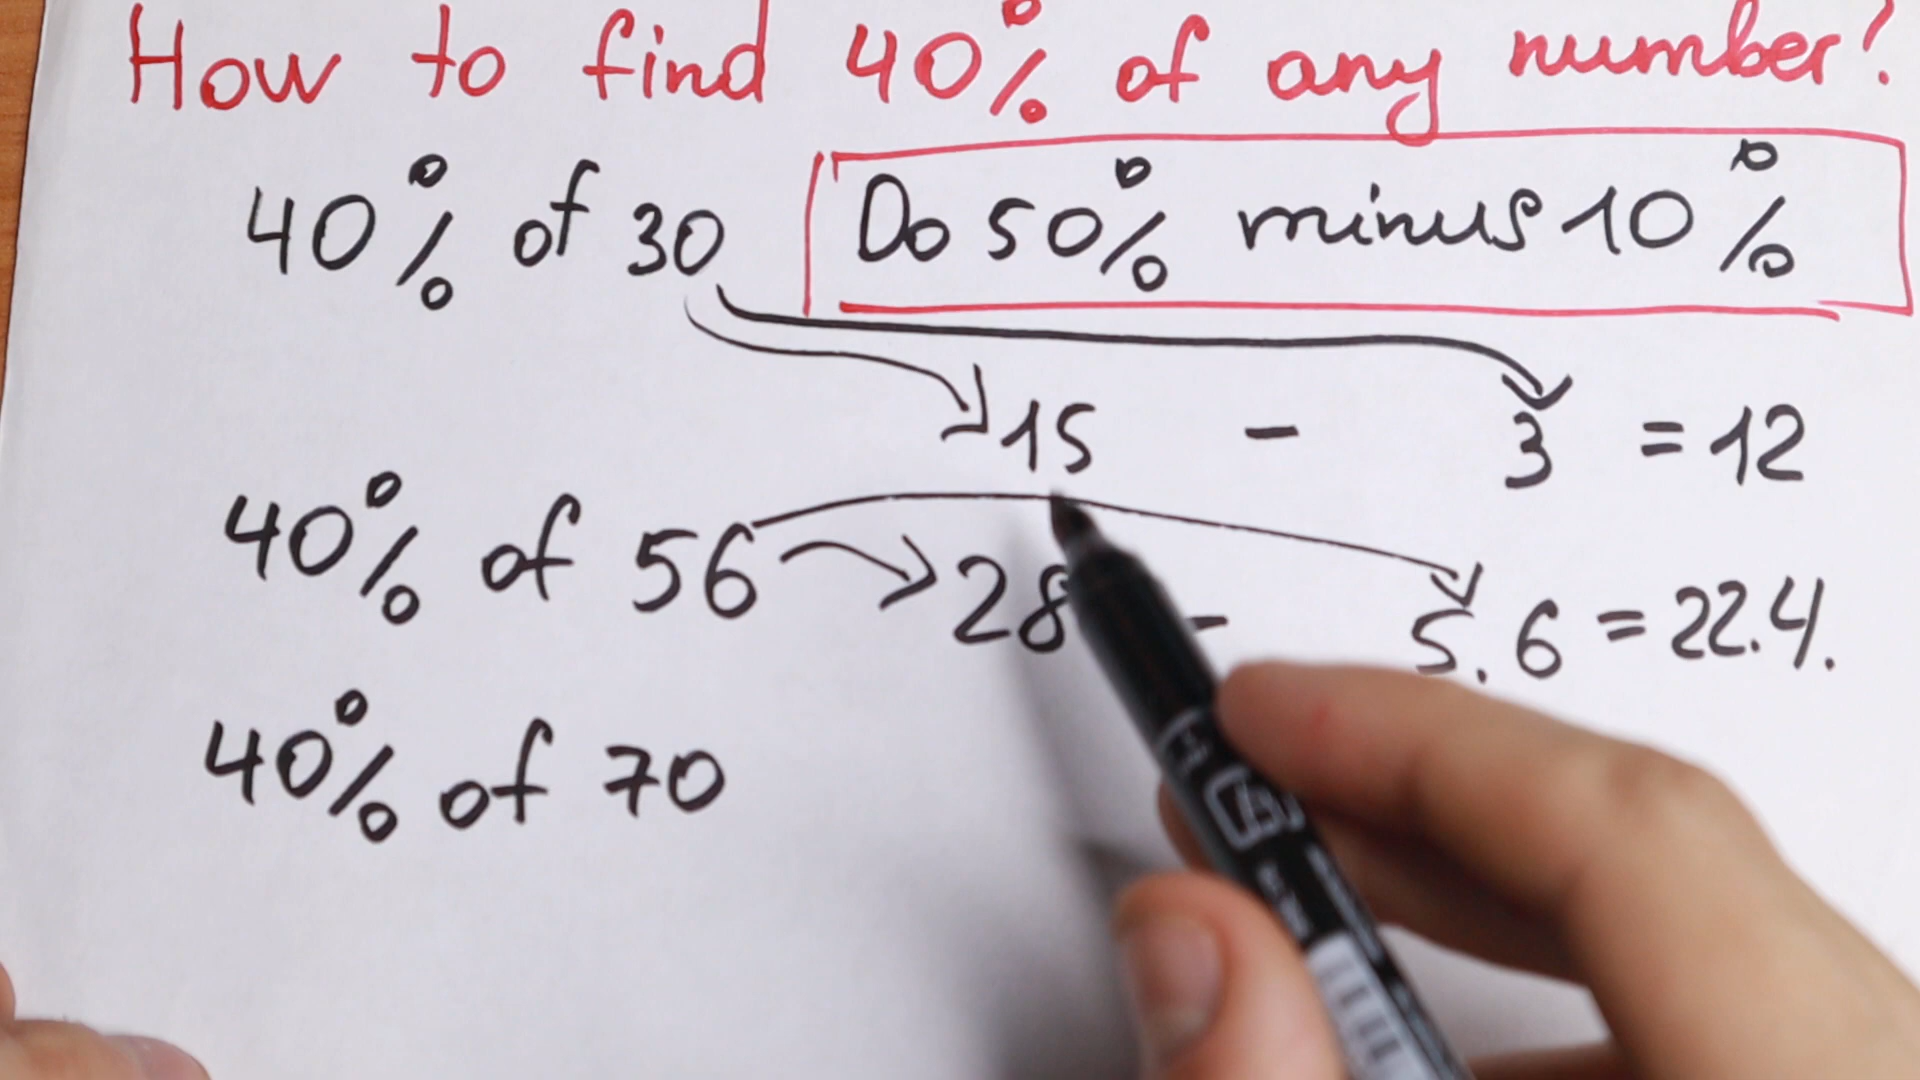 How to find 40% of any number?
40% of 30 Do 50% minus 10%
15 - 3 = 12
40% of 56 28 - 5.6 = 22.4.
40% of 70